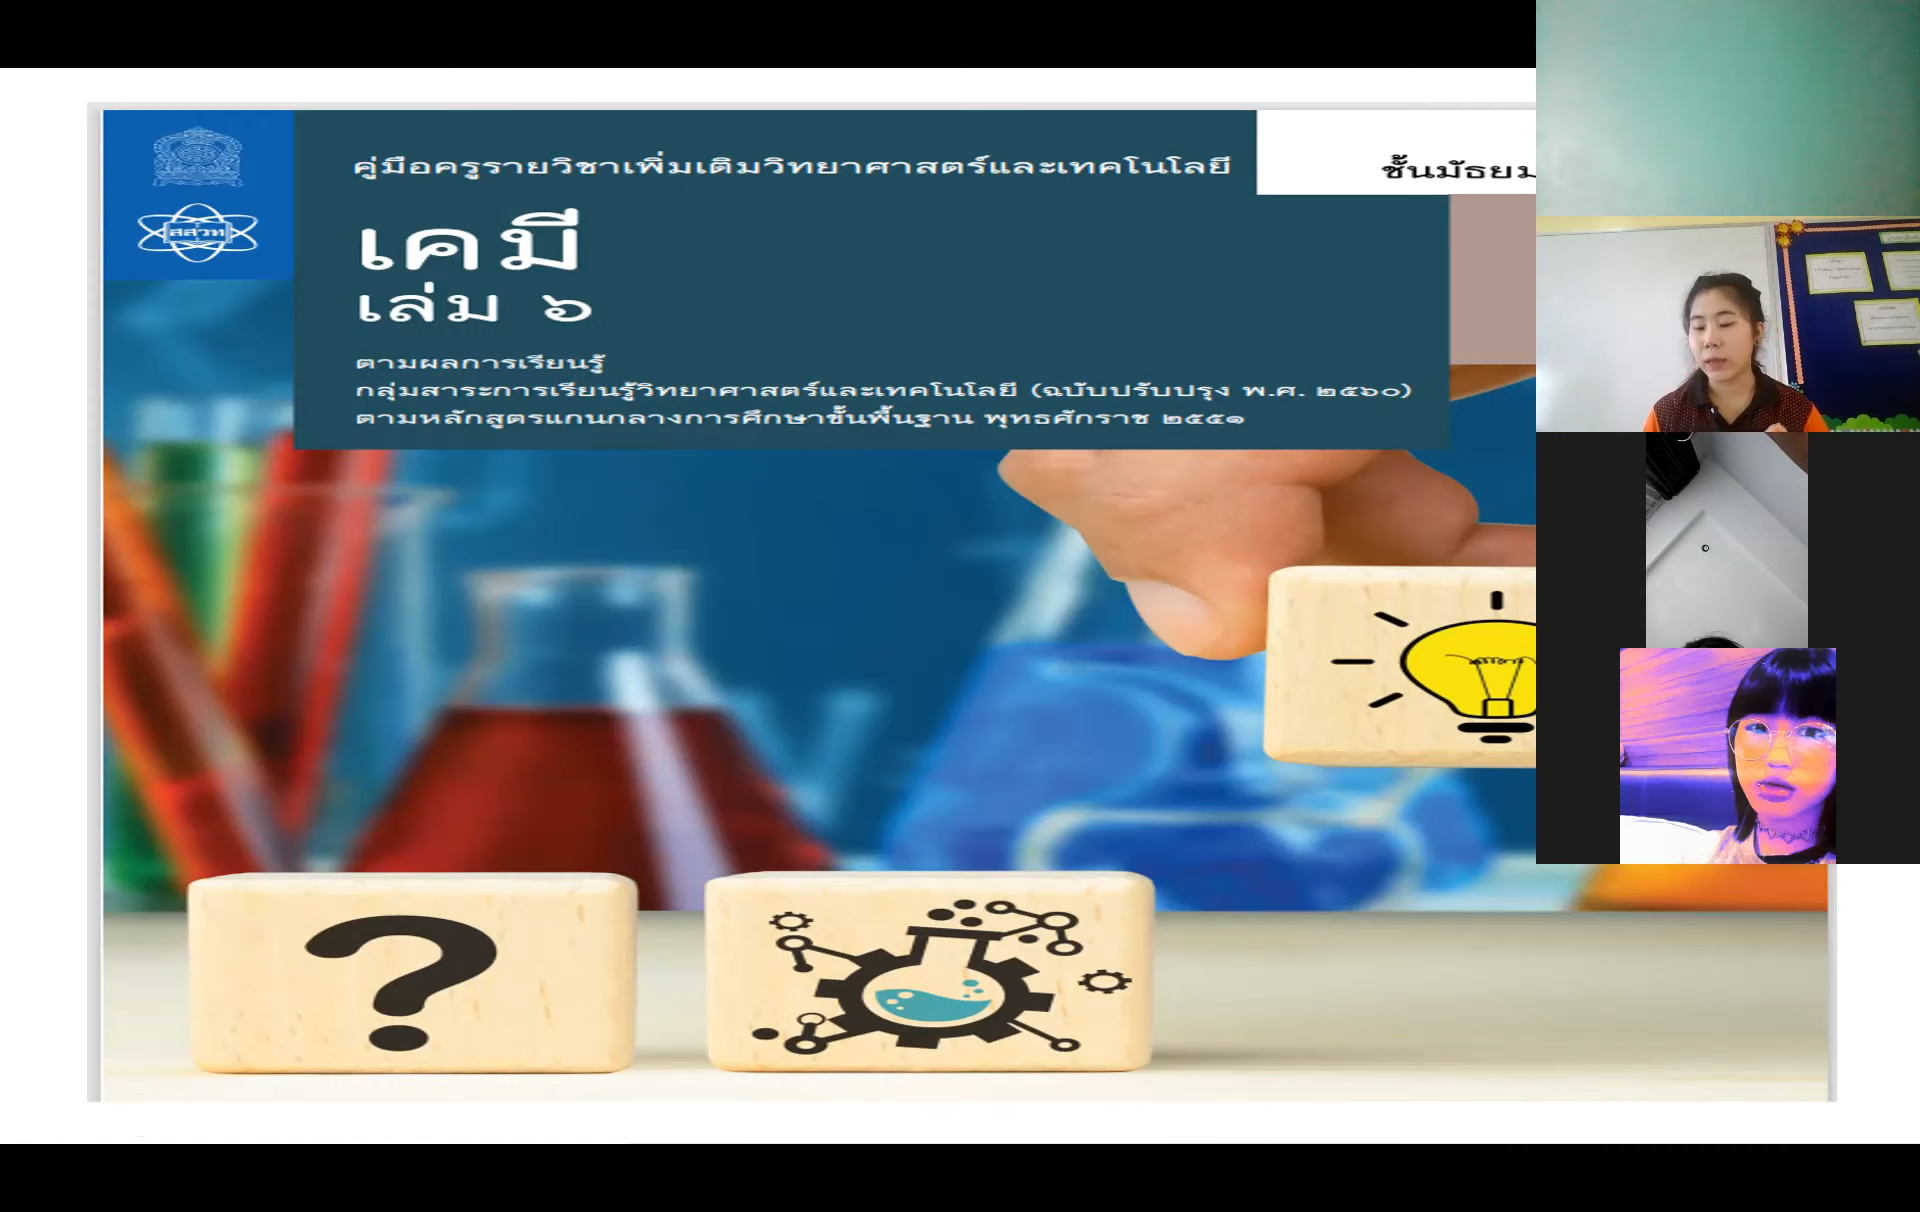 คู่มือครูรายวิชาเพิ่มเติมวิทยาศาสตร์และเทคโนโลยี
ชั้นมัธยม
สสวท
เคมี
เล่ม ๖
ตามผลการเรียนรู้
กลุ่มสาระการเรียนรู้วิทยาศาสตร์และเทคโนโลยี (ฉบับปรับปรุง พ.ศ. ๒๕๖๐)
ตามหลักสูตรแกนกลางการศึกษาขั้นพื้นฐาน พุทธศักราช ๒๕๕๑
?